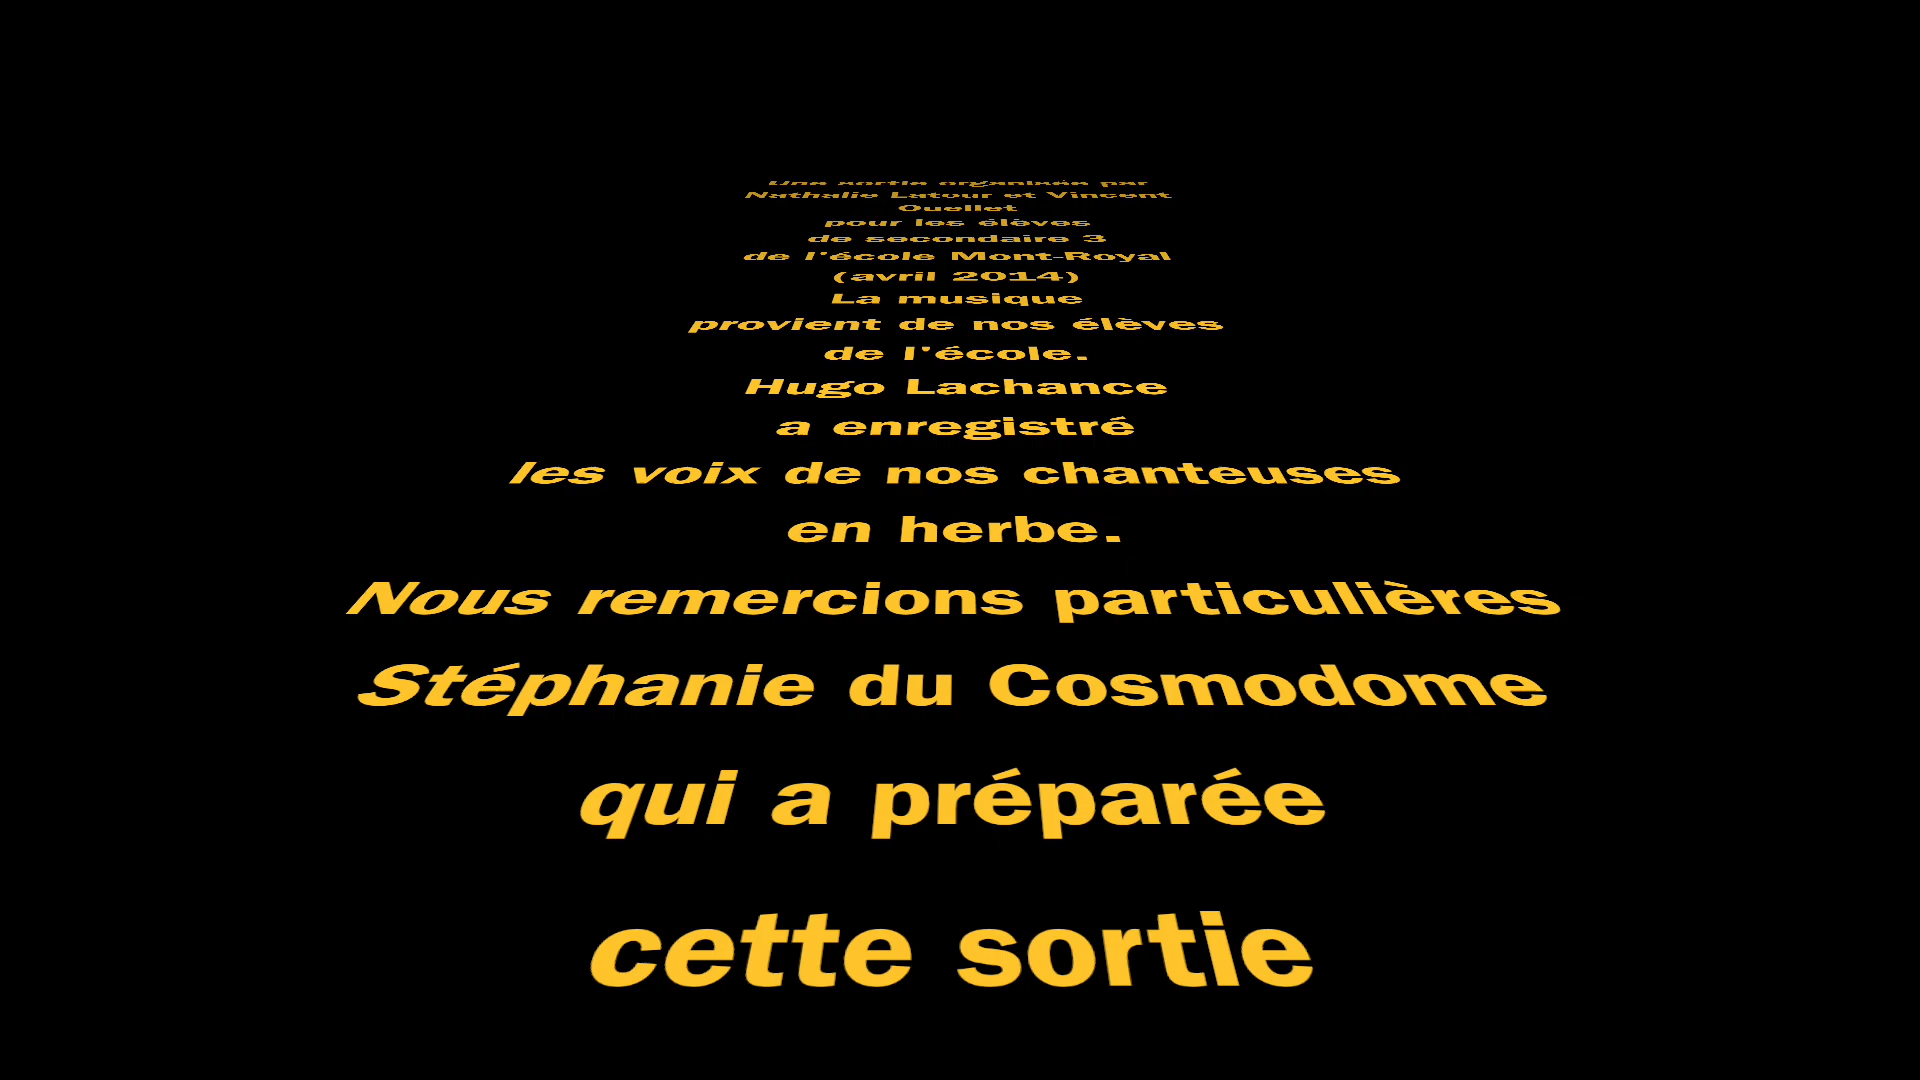 Une sortie organisée par
Nathalie Latour et Vincent
Ouellet
pour les élèves
de secondaire 3
de l'école Mont-Royal
(avril 2014)
La musique
provient de nos élèves
de l'école.
Hugo Lachance
a enregistré
les voix de nos chanteuses
en herbe.
Nous remercions particulières
Stéphanie du Cosmodome
qui a préparée
cette sortie